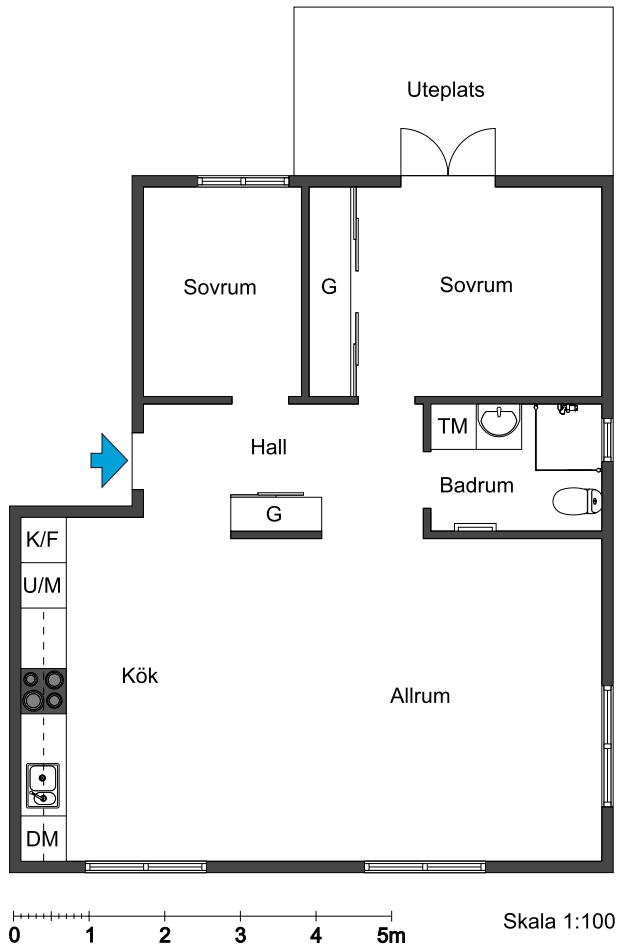 Uteplats
Sovrum
G
Sovrum
Hall
TM
Badrum
G
K/F
U/M
Kök
Allrum
DM
0 1 2 3 4 5m
Skala 1:100